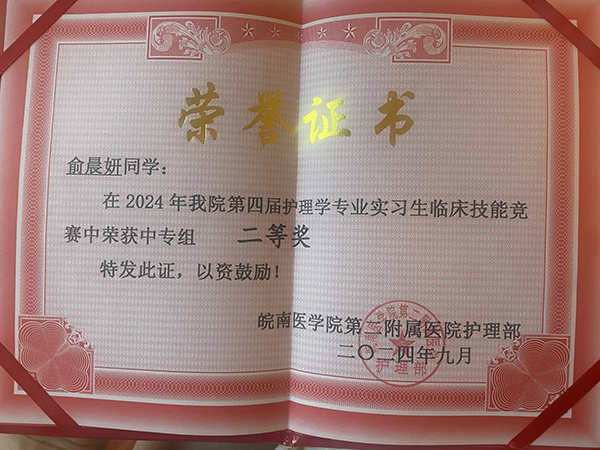 荣誉证书
俞晨妍同学：
在2024年我院第四届护理学专业实习生临床技能竞
赛中荣获中专组 二等奖
特发此证，以资鼓励！
皖南医学院第二附属医院护理部
二〇二四年九月
护理部